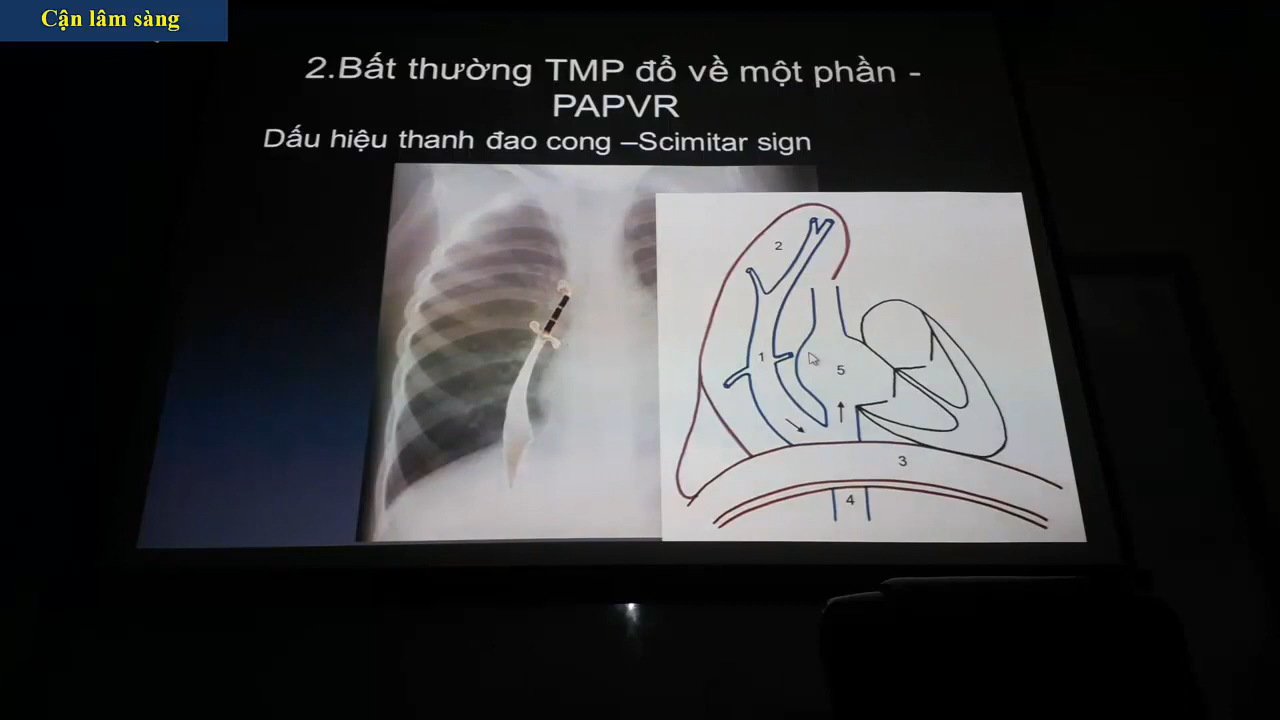 Cận lâm sàng
2.Bất thường TMP đổ về một phần -
PAPVR
Dấu hiệu thanh đao cong –Scimitar sign
2
1
5
3
4